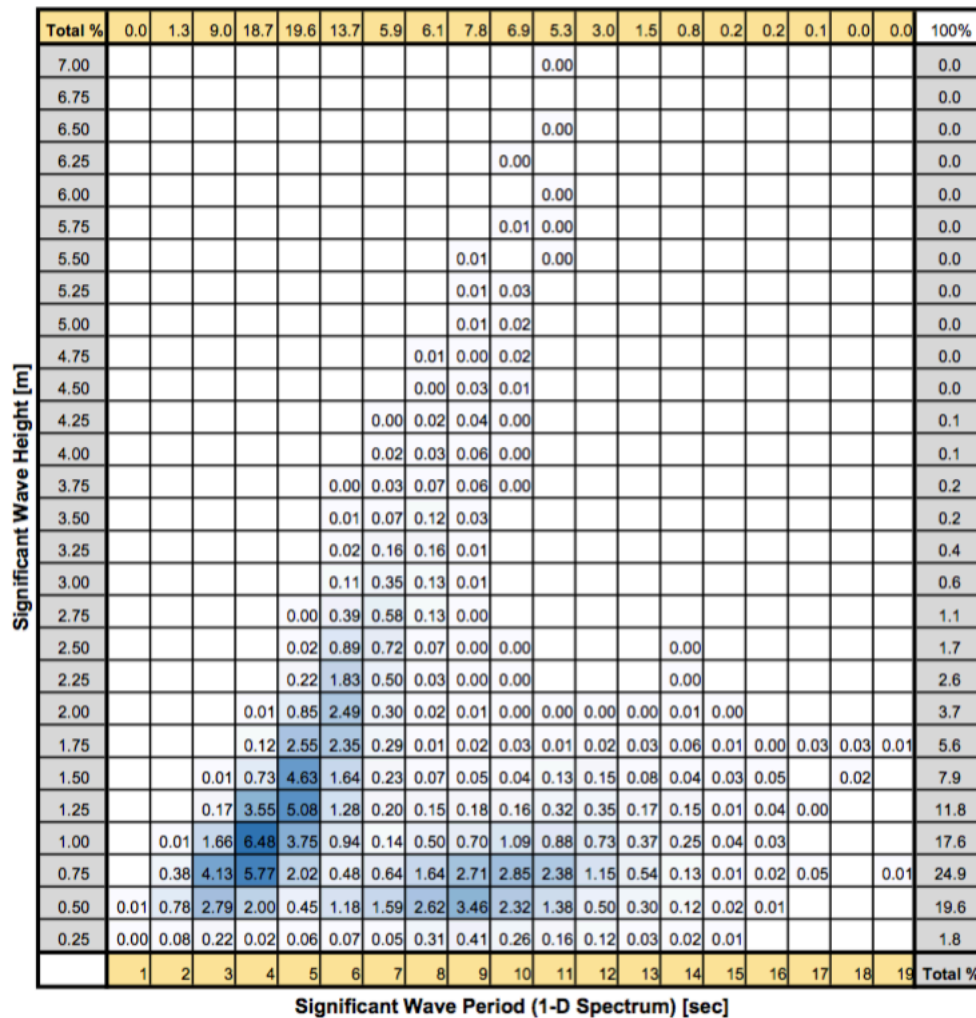 Total % 0.0 1.3 9.0 18.7 19.6 13.7 5.9 6.1 7.8 6.9 5.3 3.0 1.5 0.8 0.2 0.2 0.1 0.0 0.0 100%
7.00 0.00 0.0
6.75 0.0
6.50 0.00 0.0
6.25 0.00 0.0
6.00 0.00 0.0
5.75 0.01 0.00 0.0
5.50 0.01 0.00 0.0
5.25 0.01 0.03 0.0
5.00 0.01 0.02 0.0
4.75 0.01 0.00 0.02 0.0
4.50 0.00 0.03 0.01 0.0
4.25 0.00 0.02 0.04 0.00 0.1
4.00 0.02 0.03 0.06 0.00 0.1
3.75 0.00 0.03 0.07 0.06 0.00 0.2
3.50 0.01 0.07 0.12 0.03 0.2
3.25 0.02 0.16 0.16 0.01 0.4
3.00 0.11 0.35 0.13 0.01 0.6
2.75 0.00 0.39 0.58 0.13 0.00 1.1
2.50 0.02 0.89 0.72 0.07 0.00 0.00 0.00 1.7
2.25 0.22 1.83 0.50 0.03 0.00 0.00 0.00 2.6
2.00 0.01 0.85 2.49 0.30 0.02 0.01 0.00 0.00 0.00 0.00 0.01 0.00 3.7
1.75 0.12 2.55 2.35 0.29 0.01 0.02 0.03 0.01 0.02 0.03 0.06 0.01 0.00 0.03 0.03 0.01 5.6
1.50 0.01 0.73 4.63 1.64 0.23 0.07 0.05 0.04 0.13 0.15 0.08 0.04 0.03 0.05 0.02 7.9
1.25 0.17 3.55 5.08 1.28 0.20 0.15 0.18 0.16 0.32 0.35 0.17 0.15 0.01 0.04 0.00 11.8
1.00 0.01 1.66 6.48 3.75 0.94 0.14 0.50 0.70 1.09 0.88 0.73 0.37 0.25 0.04 0.03 17.6
0.75 0.38 4.13 5.77 2.02 0.48 0.64 1.64 2.71 2.85 2.38 1.15 0.54 0.13 0.01 0.02 0.05 0.01 24.9
0.50 0.01 0.78 2.79 2.00 0.45 1.18 1.59 2.62 3.46 2.32 1.38 0.50 0.30 0.12 0.02 0.01 19.6
0.25 0.00 0.08 0.22 0.02 0.06 0.07 0.05 0.31 0.41 0.26 0.16 0.12 0.03 0.02 0.01 1.8
1 2 3 4 5 6 7 8 9 10 11 12 13 14 15 16 17 18 19 Total %
Significant Wave Height [m]
Significant Wave Period (1-D Spectrum) [sec]